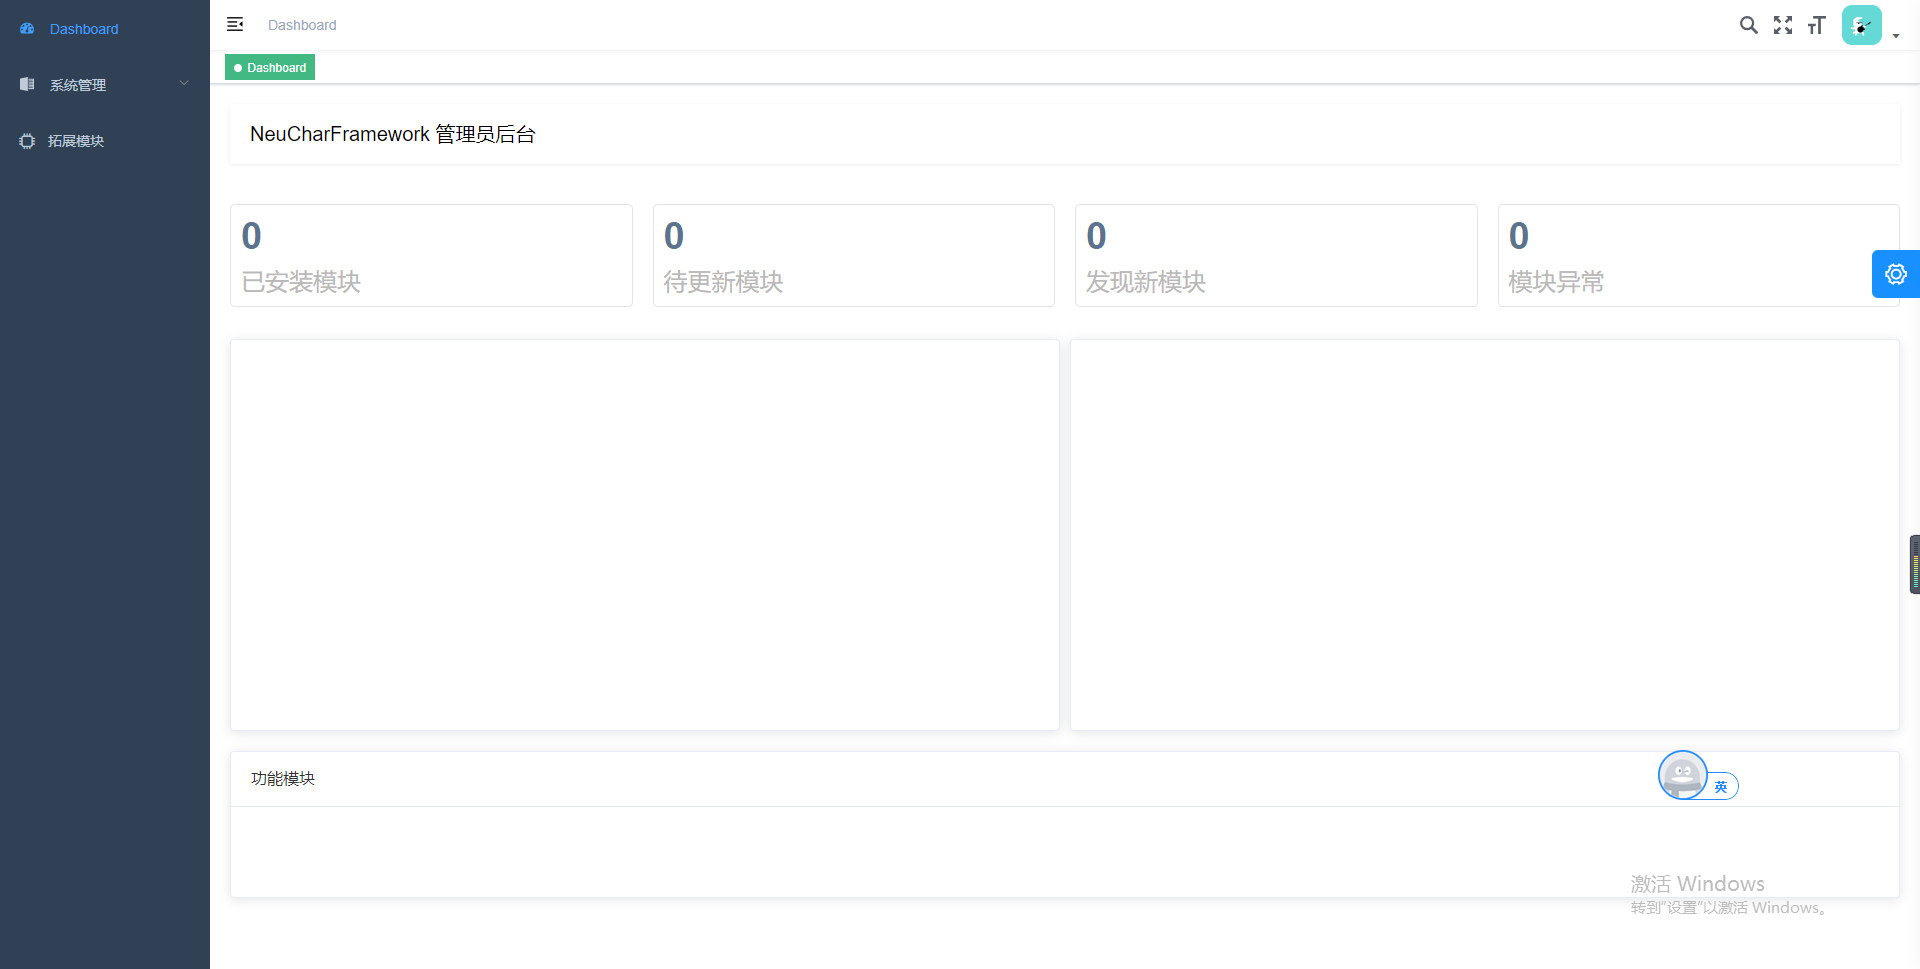 Dashboard
系统管理
拓展模块
Dashboard
Dashboard
NeuCharFramework 管理员后台
0
已安装模块
0
待更新模块
0
发现新模块
0
模块异常
功能模块
英
激活 Windows
转到“设置”以激活 Windows。